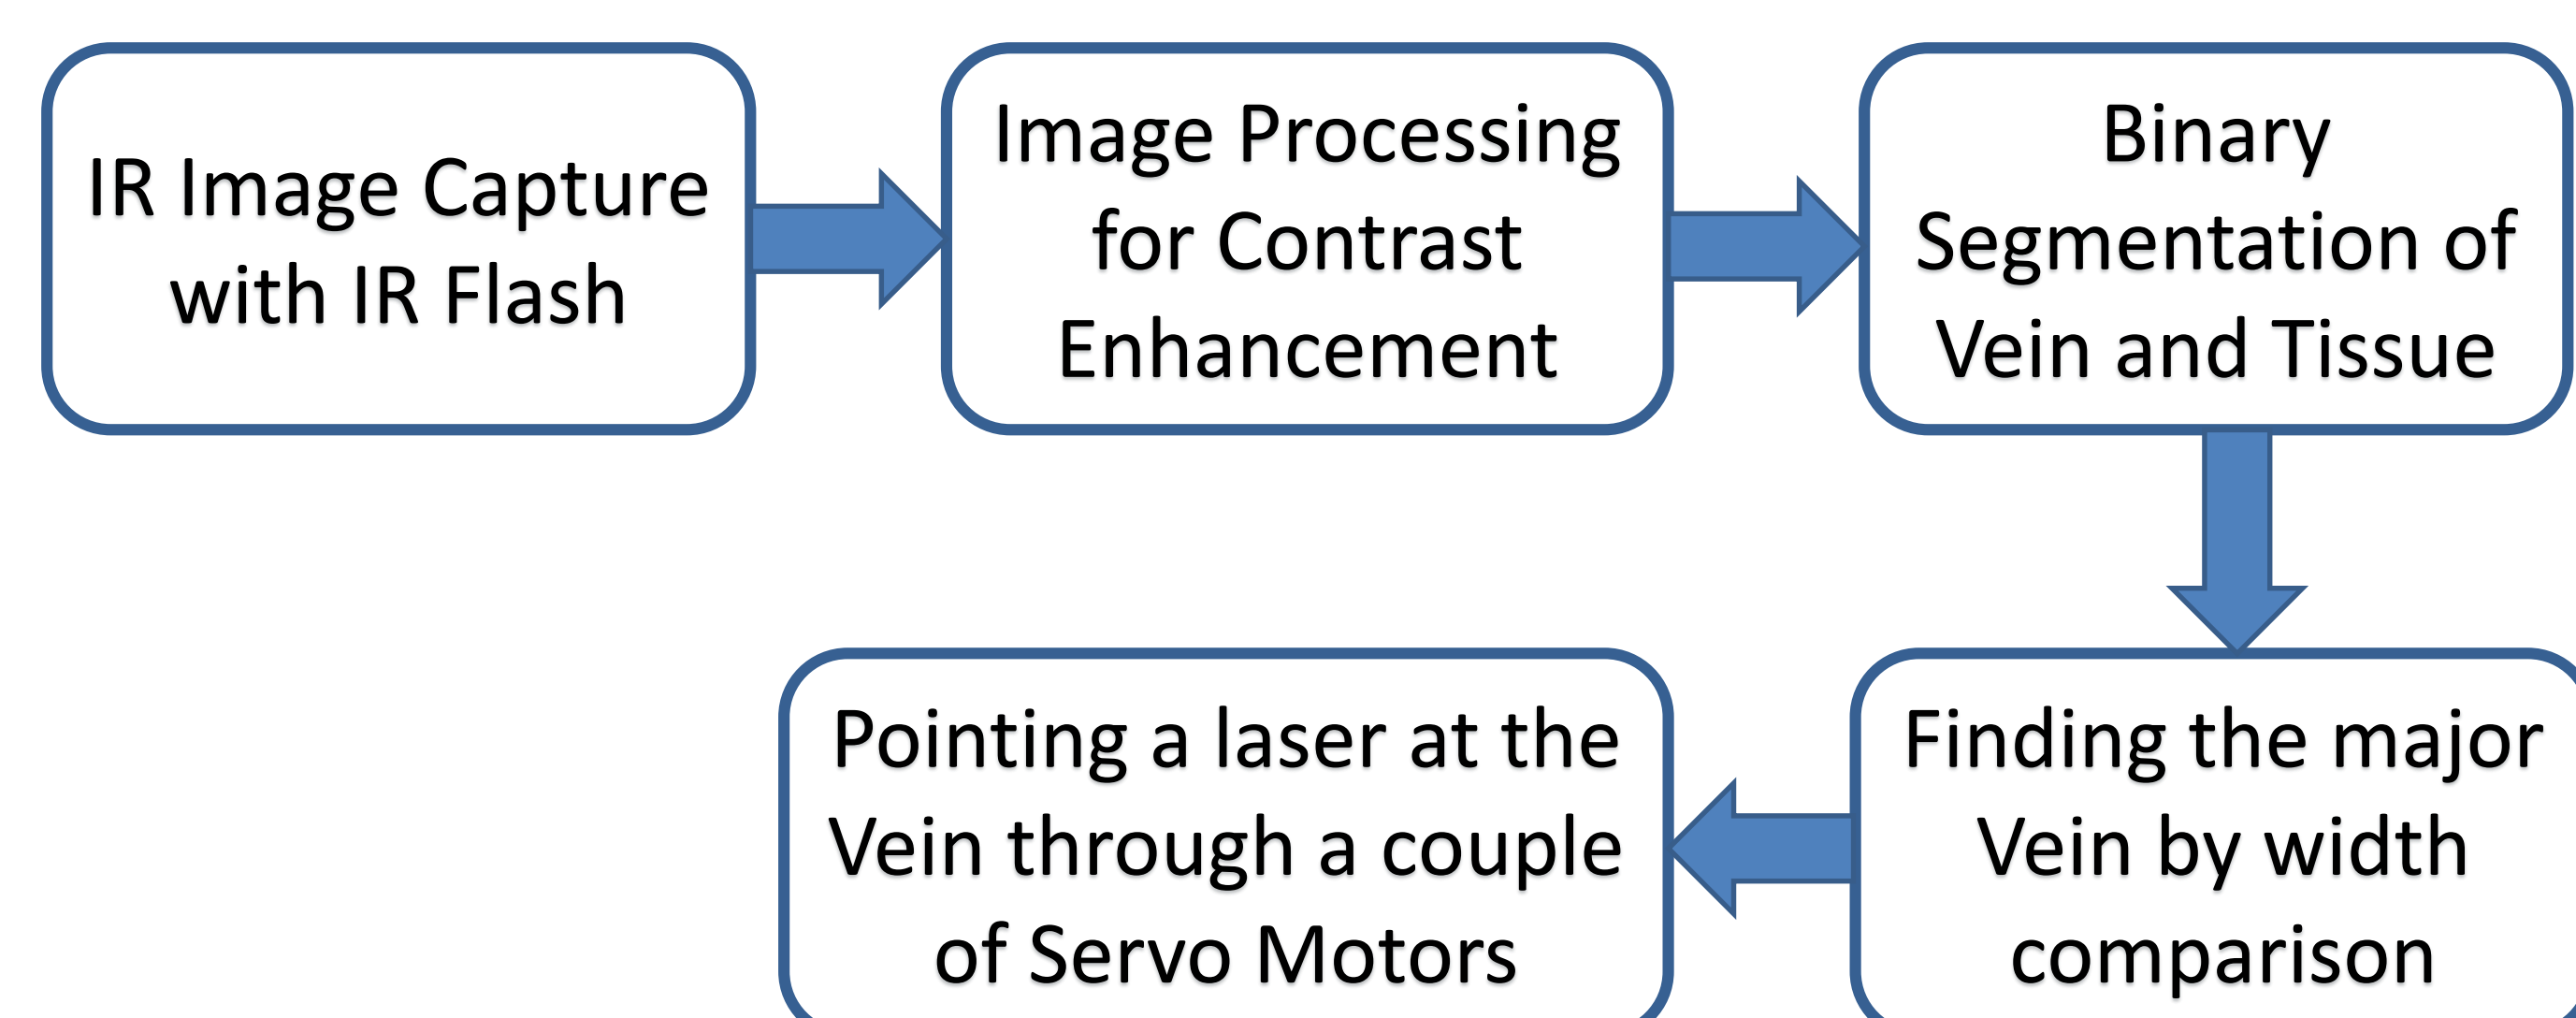 IR Image Capture
with IR Flash
Image Processing
for Contrast
Enhancement
Binary
Segmentation of
Vein and Tissue
Finding the major
Vein by width
comparison
Pointing a laser at the
Vein through a couple
of Servo Motors